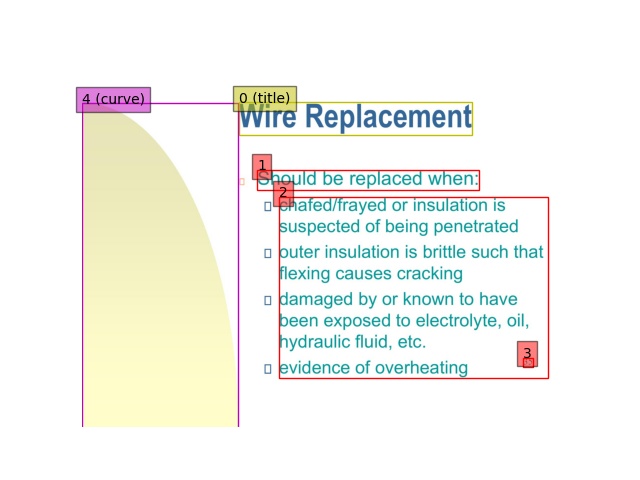 4 (curve)
0 (title)
Wire Replacement
1
Should be replaced when:
2
chafed/frayed or insulation is
suspected of being penetrated
outer insulation is brittle such that
flexing causes cracking
damaged by or known to have
been exposed to electrolyte, oil,
hydraulic fluid, etc.
3
evidence of overheating